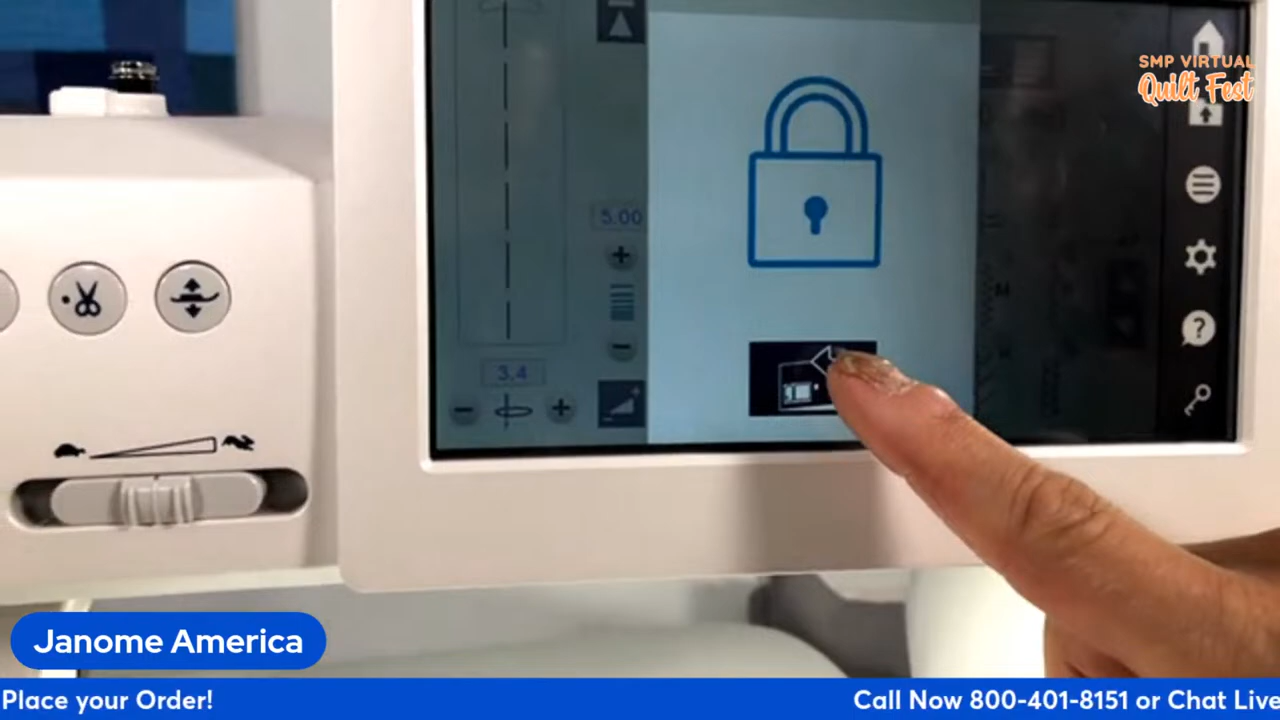 SMP VIRTUAL
Quilt Fest
5.00
3.4
?
Janome America
Place your Order!
Call Now 800-401-8151 or Chat Live